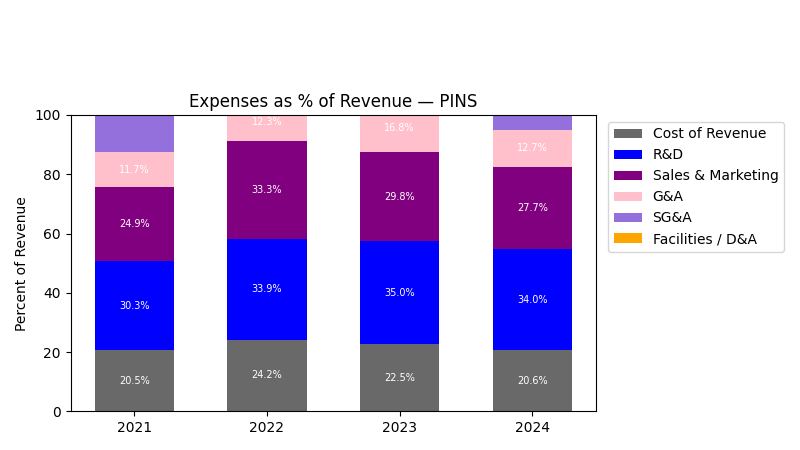 Expenses as % of Revenue — PINS
100
80
60
40
20
0
Percent of Revenue
11.7%
24.9%
30.3%
20.5%
12.3%
33.3%
33.9%
24.2%
16.8%
29.8%
35.0%
22.5%
12.7%
27.7%
34.0%
20.6%
2021 2022 2023 2024
Cost of Revenue
R&D
Sales & Marketing
G&A
SG&A
Facilities / D&A